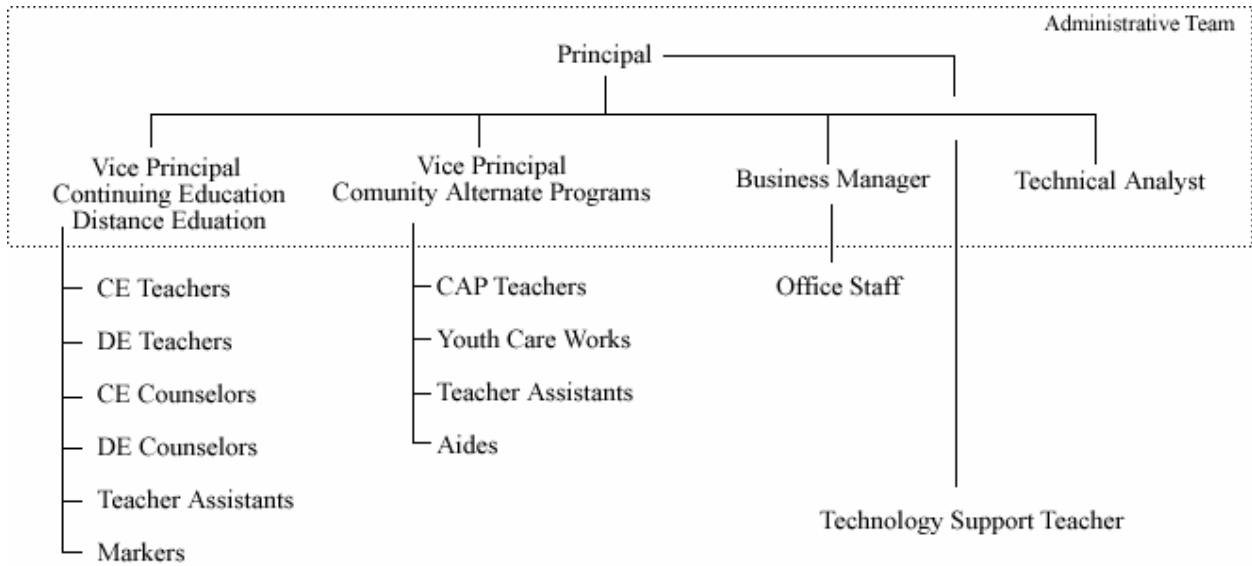 Administrative Team
Principal
Vice Principal
Continuing Education
Distance Eduation
Vice Principal
Comunity Alternate Programs
Business Manager
Technical Analyst
CE Teachers
DE Teachers
CE Counselors
DE Counselors
Teacher Assistants
Markers
CAP Teachers
Youth Care Works
Teacher Assistants
Aides
Office Staff
Technology Support Teacher